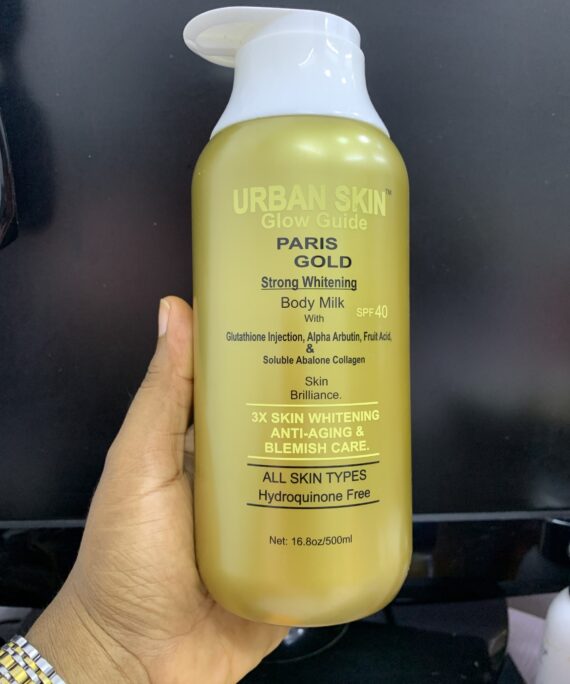 URBAN SKIN™
Glow Guide
PARIS
GOLD
Strong Whitening
Body Milk
With
SPF 40
Glutathione Injection, Alpha Arbutin, Fruit Acid,
&
Soluble Abalone Collagen
Skin
Brilliance.
3X SKIN WHITENING
ANTI-AGING &
BLEMISH CARE.
ALL SKIN TYPES
Hydroquinone Free
Net: 16.8oz/500ml